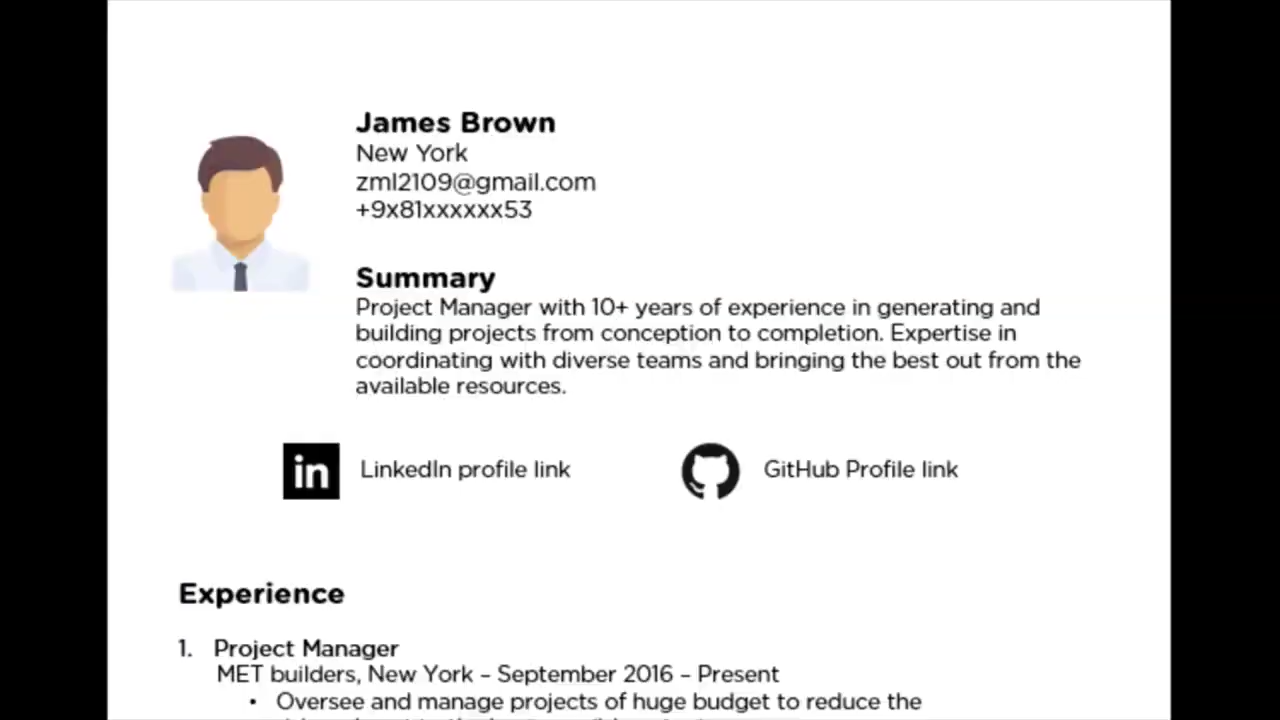 James Brown
New York
zml2109@gmail.com
+9x81xxxxxx53
Summary
Project Manager with 10+ years of experience in generating and
building projects from conception to completion. Expertise in
coordinating with diverse teams and bringing the best out from the
available resources.
in LinkedIn profile link
GitHub Profile link
Experience
1. Project Manager
MET builders, New York – September 2016 – Present
• Oversee and manage projects of huge budget to reduce the